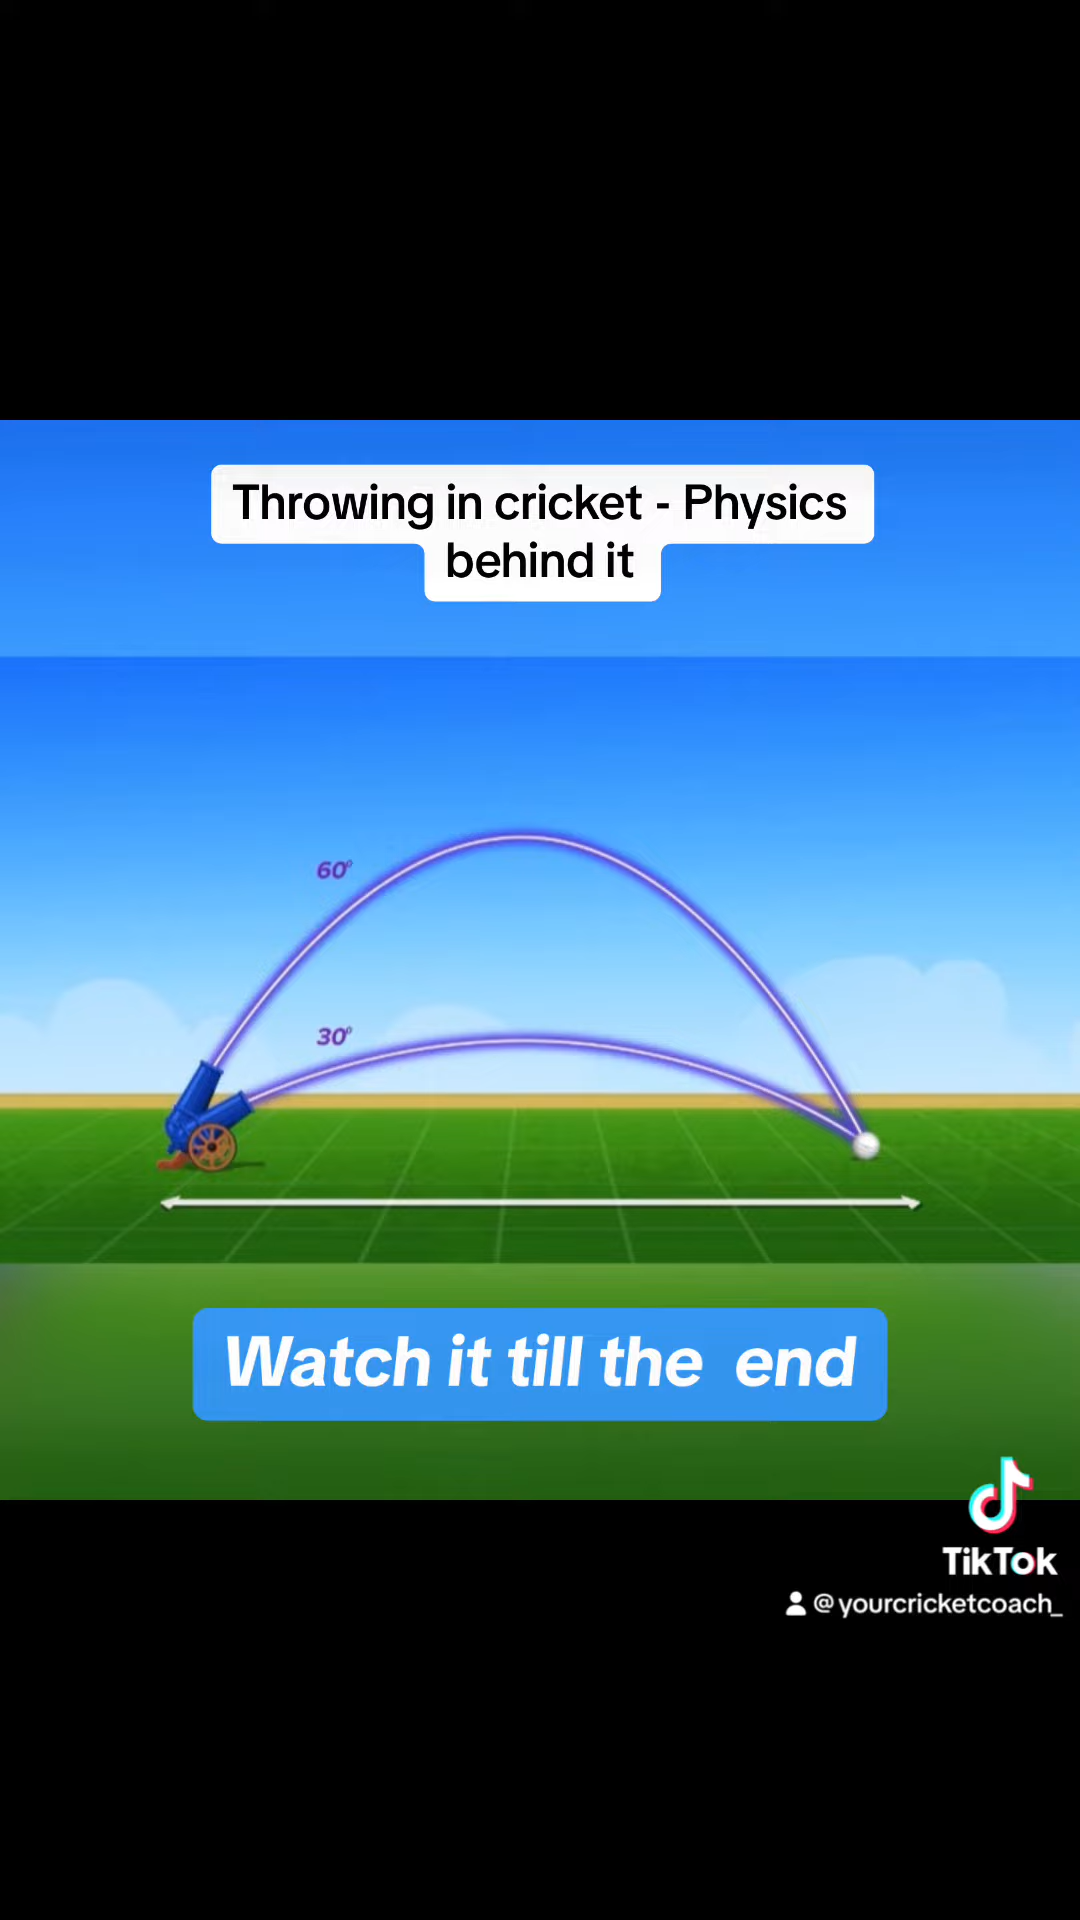 Throwing in cricket - Physics
behind it
60°
30°
Watch it till the end
TikTok
@yourcricketcoach_